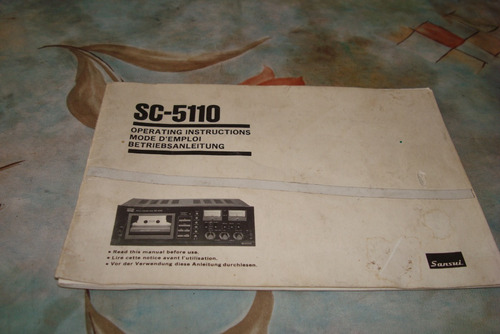 SC-5110
OPERATING INSTRUCTIONS
MODE D'EMPLOI
BETRIEBSANLEITUNG
• Read this manual before use.
• Lire cette notice avant l'utilisation.
• Vor der Verwendung diese Anleitung durchlesen.
Sansui